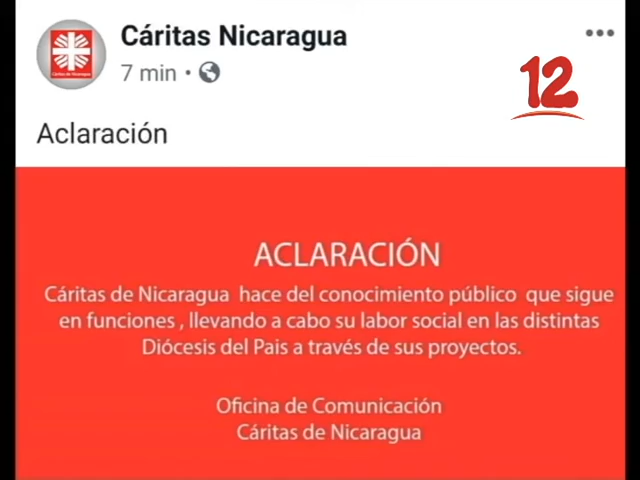 Cáritas Nicaragua
7 min
12
Aclaración
ACLARACIÓN
Cáritas de Nicaragua hace del conocimiento público que sigue
en funciones , llevando a cabo su labor social en las distintas
Diócesis del Pais a través de sus proyectos.
Oficina de Comunicación
Cáritas de Nicaragua